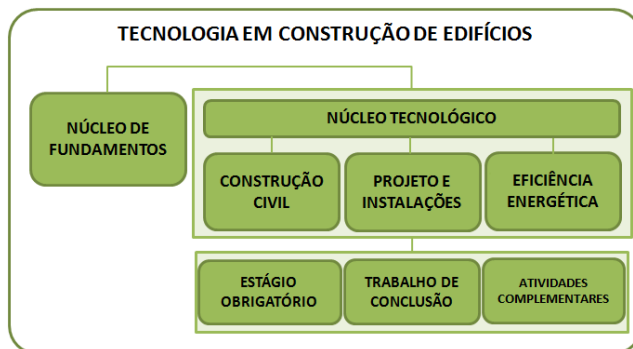 TECNOLOGIA EM CONSTRUÇÃO DE EDIFÍCIOS
NÚCLEO DE
FUNDAMENTOS
NÚCLEO TECNOLÓGICO
CONSTRUÇÃO
CIVIL
PROJETO E
INSTALAÇÕES
EFICIÊNCIA
ENERGÉTICA
ESTÁGIO
OBRIGATÓRIO
TRABALHO DE
CONCLUSÃO
ATIVIDADES
COMPLEMENTARES